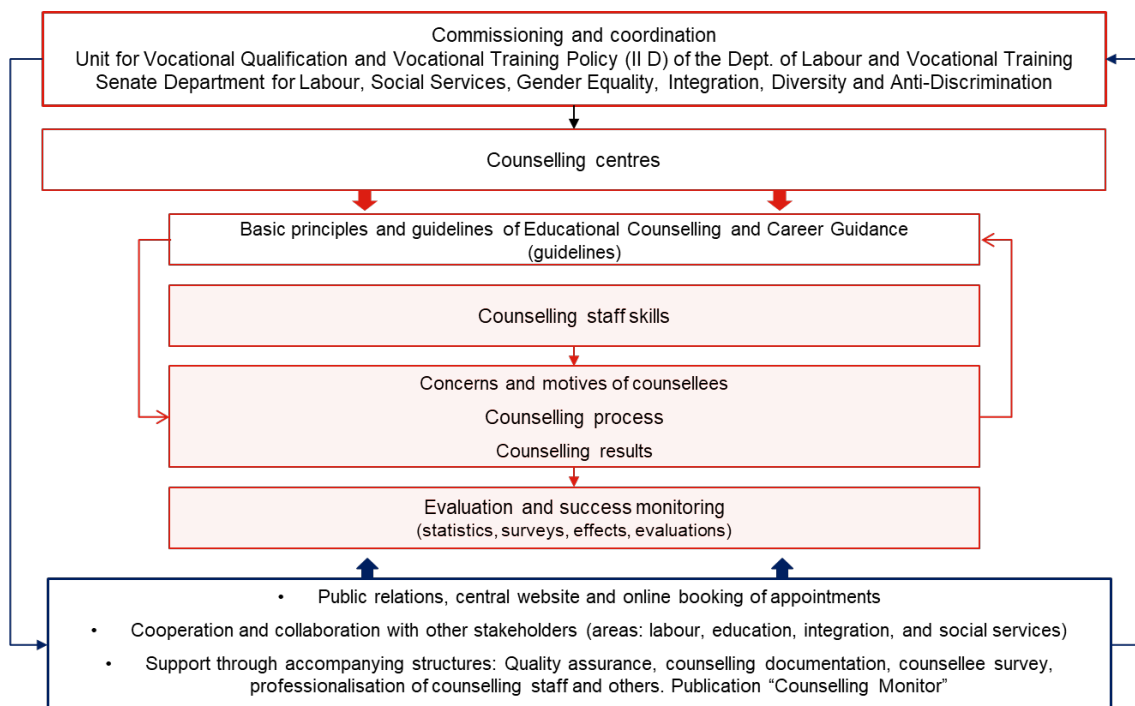 Commissioning and coordination
Unit for Vocational Qualification and Vocational Training Policy (II D) of the Dept. of Labour and Vocational Training
Senate Department for Labour, Social Services, Gender Equality, Integration, Diversity and Anti-Discrimination
Counselling centres
Basic principles and guidelines of Educational Counselling and Career Guidance
(guidelines)
Counselling staff skills
Concerns and motives of counsellees
Counselling process
Counselling results
Evaluation and success monitoring
(statistics, surveys, effects, evaluations)
• Public relations, central website and online booking of appointments
• Cooperation and collaboration with other stakeholders (areas: labour, education, integration, and social services)
• Support through accompanying structures: Quality assurance, counselling documentation, counsellee survey,
professionalisation of counselling staff and others. Publication “Counselling Monitor”